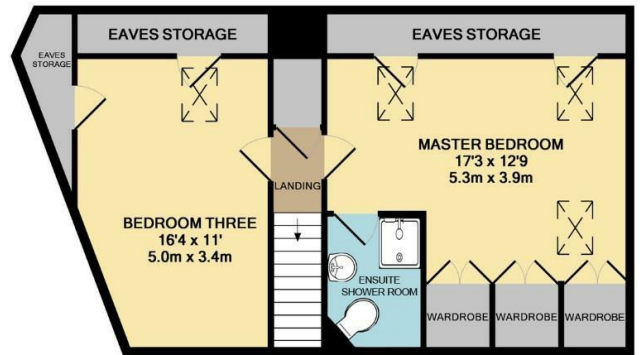 EAVES STORAGE
EAVES STORAGE
EAVES
STORAGE
MASTER BEDROOM
17'3 x 12'9
5.3m x 3.9m
LANDING
BEDROOM THREE
16'4 x 11'
5.0m x 3.4m
ENSUITE
SHOWER ROOM
WARDROBE
WARDROBE
WARDROBE